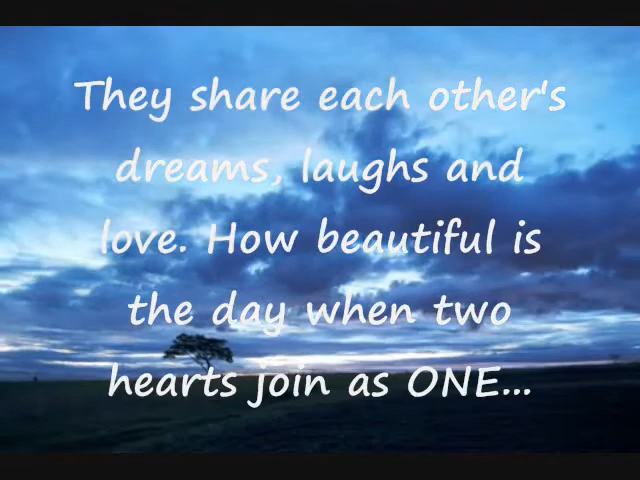 They share each other's
dreams, laughs and
love. How beautiful is
the day when two
hearts join as ONE...